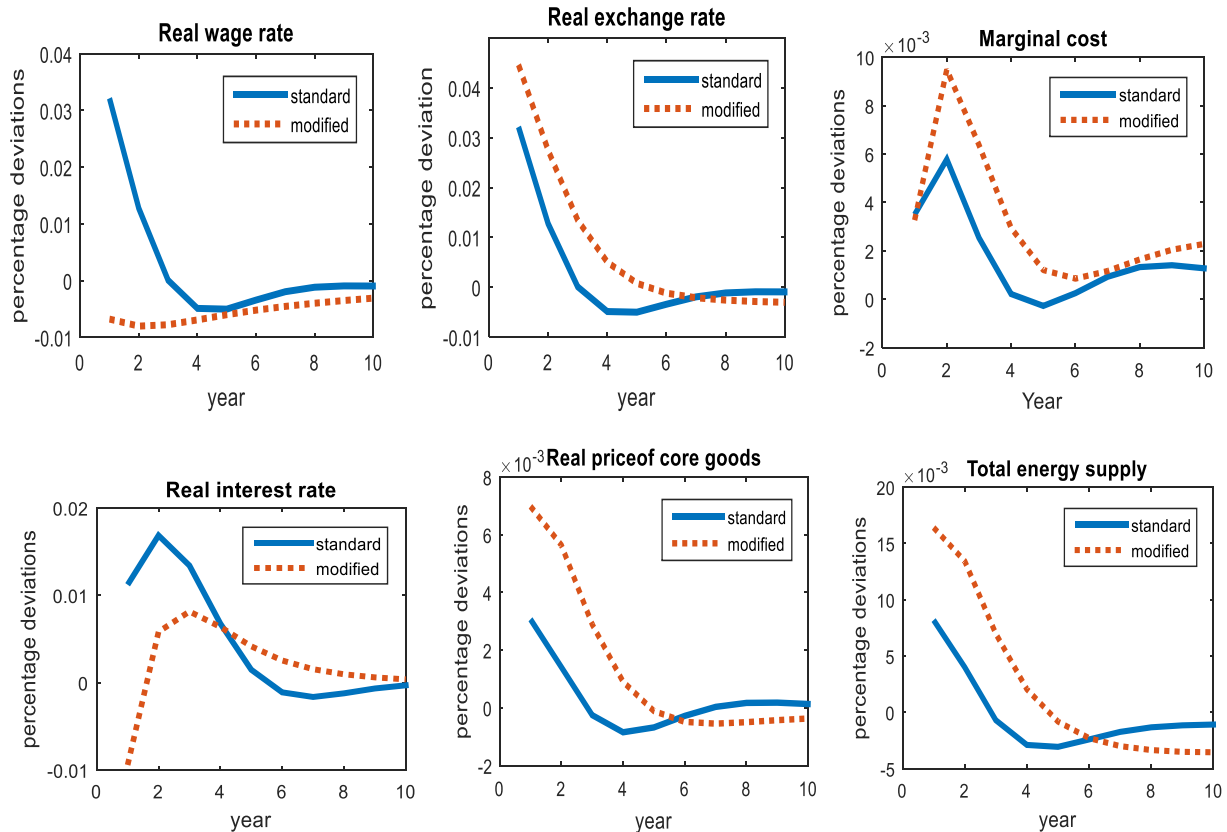 Real wage rate
percentage deviations
0.04
0.03
0.02
0.01
0
-0.01
0 2 4 6 8 10
year
standard
modified
Real exchange rate
percentage deviation
0.04
0.03
0.02
0.01
0
-0.01
0 2 4 6 8 10
year
standard
modified
×10-3
Marginal cost
percentage deviations
10
8
6
4
2
0
-2
0 2 4 6 8 10
Year
standard
modified
Real interest rate
percentage deviations
0.02
0.01
0
-0.01
0 2 4 6 8 10
year
standard
modified
×10-3
Real priceof core goods
percentage deviations
8
6
4
2
0
-2
0 2 4 6 8 10
year
standard
modified
×10-3
Total energy supply
percentage deviations
20
15
10
5
0
-5
0 2 4 6 8 10
year
standard
modified